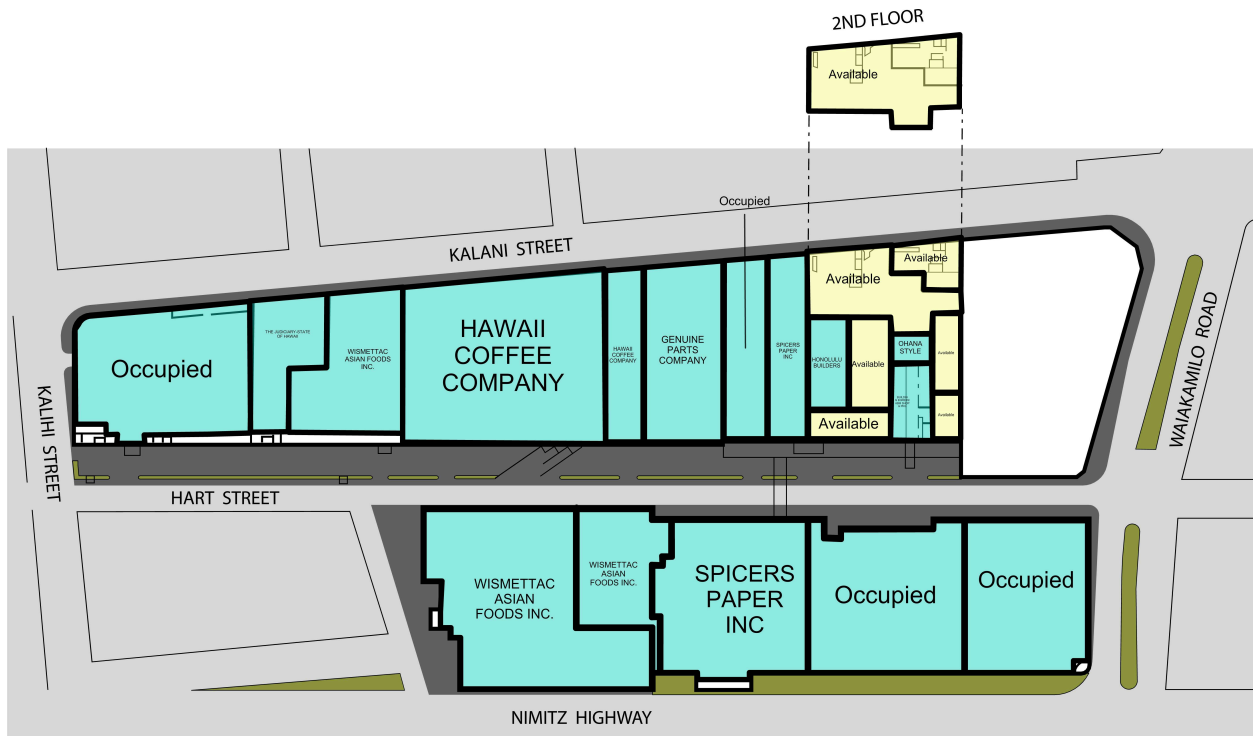 2ND FLOOR
Available
Occupied
KALANI STREET
Available
Available
HAWAII
COFFEE
COMPANY
THE JUDICIARY-STATE
OF HAWAII
WISMETTAC
ASIAN FOODS
INC.
Occupied
HAWAII
COFFEE
COMPANY
GENUINE
PARTS
COMPANY
SPICERS
PAPER
INC
HONOLULU
BUILDERS
Available
OHANA
STYLE
Available
Available
Available
KALIHI STREET
WAIAKAMILO ROAD
HART STREET
WISMETTAC
ASIAN
FOODS INC.
WISMETTAC
ASIAN
FOODS INC.
SPICERS
PAPER
INC
Occupied
Occupied
NIMITZ HIGHWAY